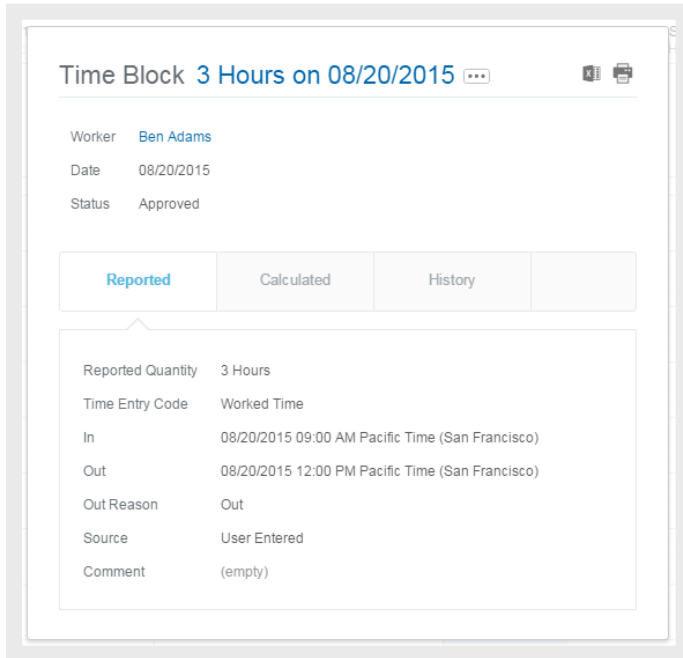 Time Block 3 Hours on 08/20/2015
Worker Ben Adams
Date 08/20/2015
Status Approved
Reported Calculated History
Reported Quantity 3 Hours
Time Entry Code Worked Time
In 08/20/2015 09:00 AM Pacific Time (San Francisco)
Out 08/20/2015 12:00 PM Pacific Time (San Francisco)
Out Reason Out
Source User Entered
Comment (empty)